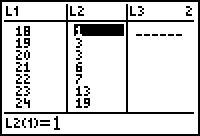 L1 L2 L3 2
18 1 ------
19 3
20 3
21 6
22 7
23 13
24 19
L2(1)=1